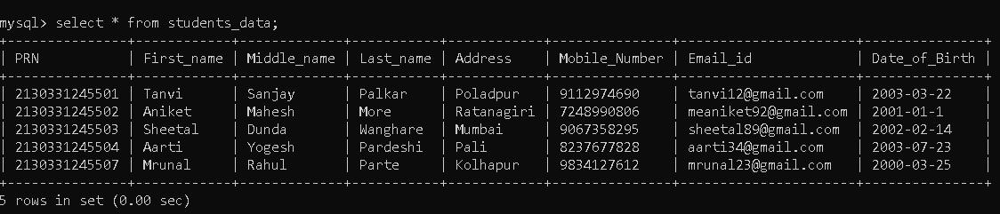 mysql> select * from students_data;
+---------------+------------+-------------+-----------+------------+---------------+-----------------------+---------------+
| PRN           | First_name | Middle_name | Last_name | Address    | Mobile_Number | Email_id              | Date_of_Birth |
+---------------+------------+-------------+-----------+------------+---------------+-----------------------+---------------+
| 2130331245501 | Tanvi      | Sanjay      | Palkar    | Poladpur   | 9112974690    | tanvi12@gmail.com     | 2003-03-22    |
| 2130331245502 | Aniket     | Mahesh      | More      | Ratanagiri | 7248990806    | meaniket92@gmail.com  | 2001-01-1     |
| 2130331245503 | Sheetal    | Dunda       | Wanghare  | Mumbai     | 9067358295    | sheetal89@gmail.com   | 2002-02-14    |
| 2130331245504 | Aarti      | Yogesh      | Pardeshi  | Pali       | 8237677828    | aarti34@gmail.com     | 2003-07-23    |
| 2130331245507 | Mrunal     | Rahul       | Parte     | Kolhapur   | 9834127612    | mrunal23@gmail.com    | 2000-03-25    |
+---------------+------------+-------------+-----------+------------+---------------+-----------------------+---------------+
5 rows in set (0.00 sec)